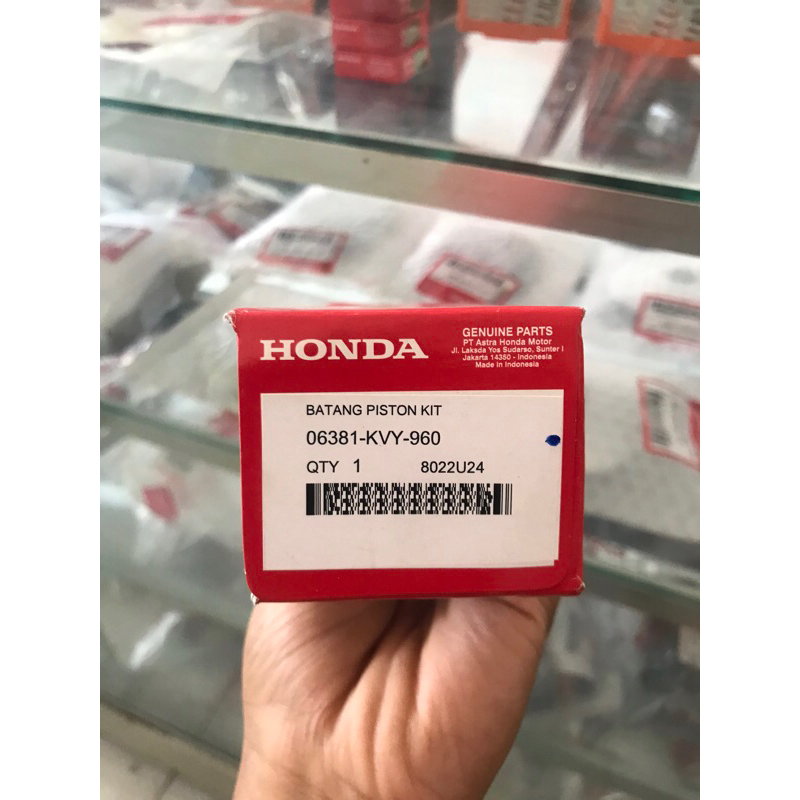 HONDA
GENUINE PARTS
PT Astra Honda Motor
Jl. Laksda Yos Sudarso, Sunter I
Jakarta 14350 - Indonesia
Made in Indonesia
BATANG PISTON KIT
06381-KVY-960
QTY 1 8022U24